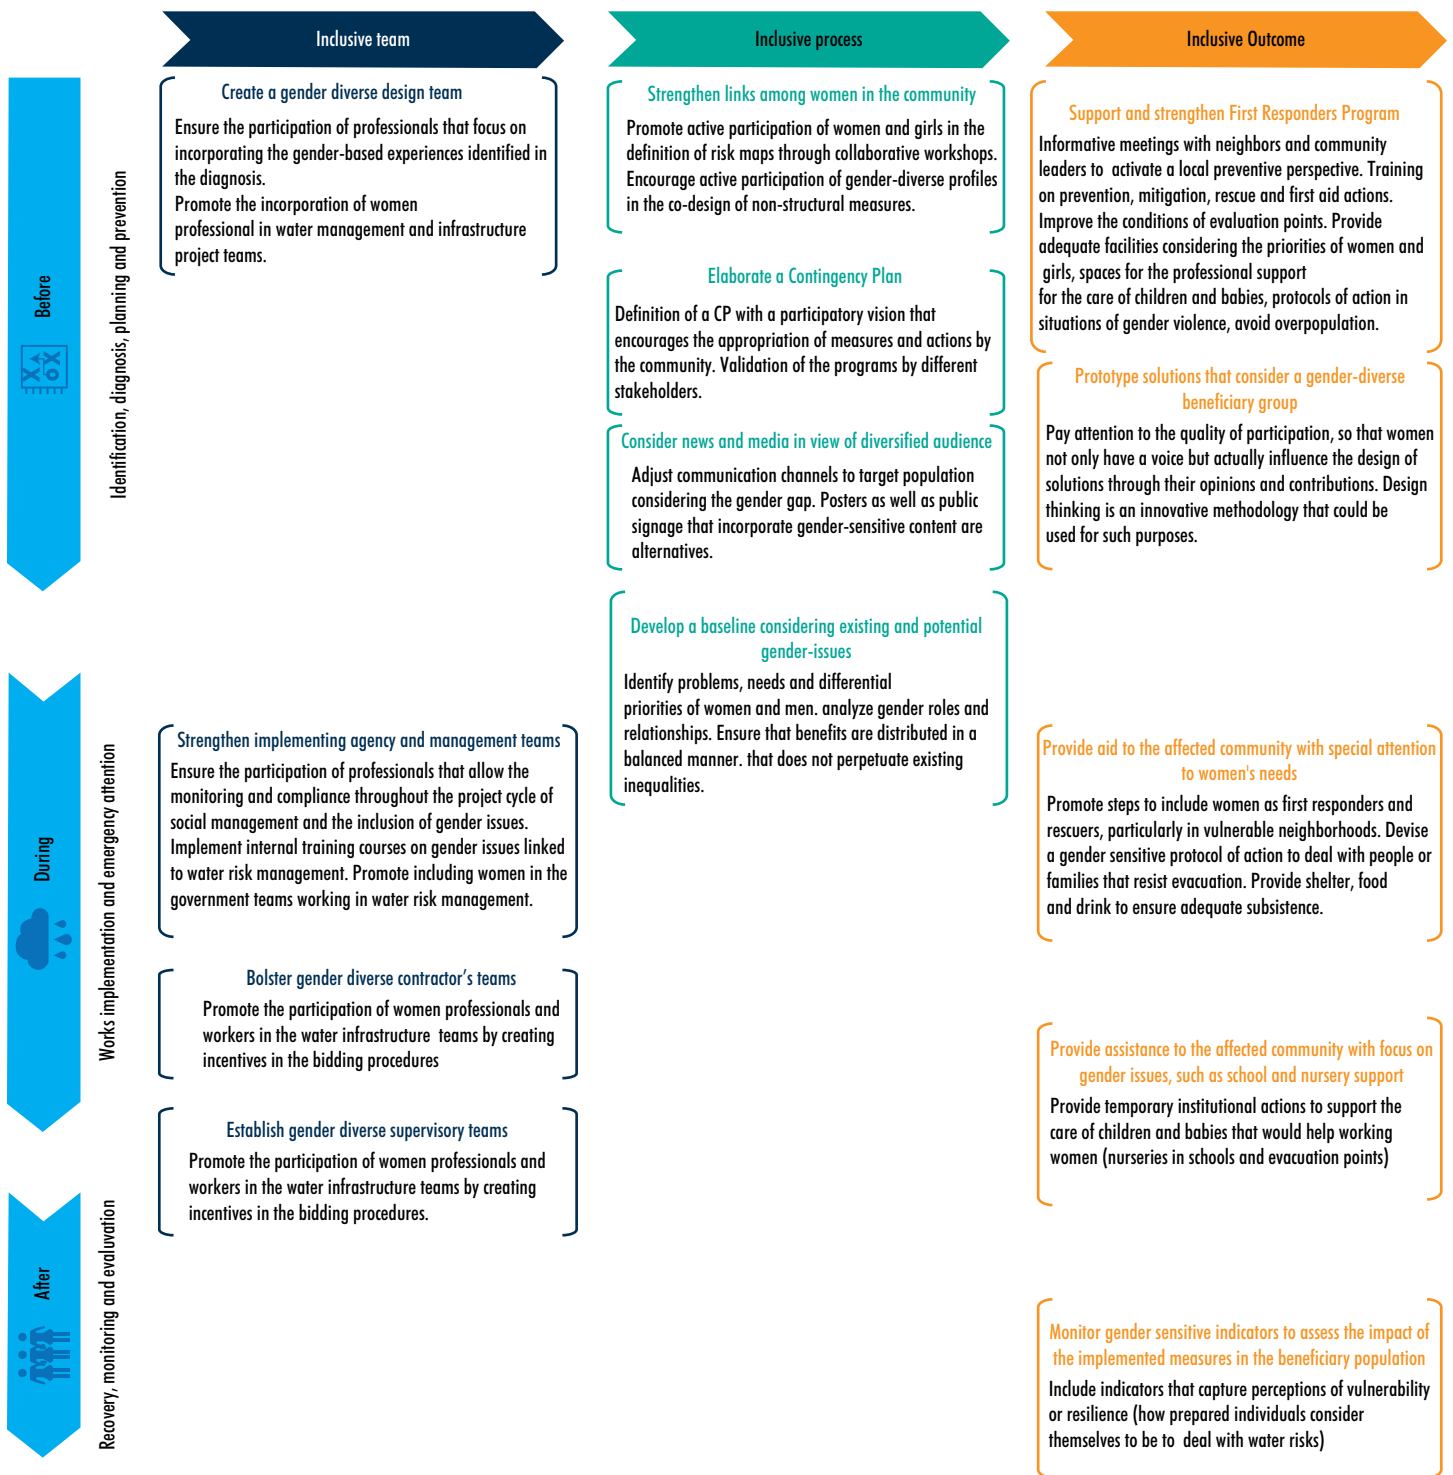 Inclusive team
Inclusive process
Inclusive Outcome
Before
Identification, diagnosis, planning and prevention
Create a gender diverse design team
Ensure the participation of professionals that focus on
incorporating the gender-based experiences identified in
the diagnosis.
Promote the incorporation of women
professional in water management and infrastructure
project teams.
Strengthen links among women in the community
Promote active participation of women and girls in the
definition of risk maps through collaborative workshops.
Encourage active participation of gender-diverse profiles
in the co-design of non-structural measures.
Elaborate a Contingency Plan
Definition of a CP with a participatory vision that
encourages the appropriation of measures and actions by
the community. Validation of the programs by different
stakeholders.
Consider news and media in view of diversified audience
Adjust communication channels to target population
considering the gender gap. Posters as well as public
signage that incorporate gender-sensitive content are
alternatives.
Develop a baseline considering existing and potential
gender-issues
Identify problems, needs and differential
priorities of women and men. analyze gender roles and
relationships. Ensure that benefits are distributed in a
balanced manner. that does not perpetuate existing
inequalities.
Support and strengthen First Responders Program
Informative meetings with neighbors and community
leaders to activate a local preventive perspective. Training
on prevention, mitigation, rescue and first aid actions.
Improve the conditions of evaluation points. Provide
adequate facilities considering the priorities of women and
girls, spaces for the professional support
for the care of children and babies, protocols of action in
situations of gender violence, avoid overpopulation.
Prototype solutions that consider a gender-diverse
beneficiary group
Pay attention to the quality of participation, so that women
not only have a voice but actually influence the design of
solutions through their opinions and contributions. Design
thinking is an innovative methodology that could be
used for such purposes.
During
Works implementation and emergency attention
Strengthen implementing agency and management teams
Ensure the participation of professionals that allow the
monitoring and compliance throughout the project cycle of
social management and the inclusion of gender issues.
Implement internal training courses on gender issues linked
to water risk management. Promote including women in the
government teams working in water risk management.
Bolster gender diverse contractor's teams
Promote the participation of women professionals and
workers in the water infrastructure teams by creating
incentives in the bidding procedures
Establish gender diverse supervisory teams
Promote the participation of women professionals and
workers in the water infrastructure teams by creating
incentives in the bidding procedures.
Provide aid to the affected community with special attention
to women's needs
Promote steps to include women as first responders and
rescuers, particularly in vulnerable neighborhoods. Devise
a gender sensitive protocol of action to deal with people or
families that resist evacuation. Provide shelter, food
and drink to ensure adequate subsistence.
Provide assistance to the affected community with focus on
gender issues, such as school and nursery support
Provide temporary institutional actions to support the
care of children and babies that would help working
women (nurseries in schools and evacuation points)
After
Recovery, monitoring and evaluvation
Monitor gender sensitive indicators to assess the impact of
the implemented measures in the beneficiary population
Include indicators that capture perceptions of vulnerability
or resilience (how prepared individuals consider
themselves to be to deal with water risks)